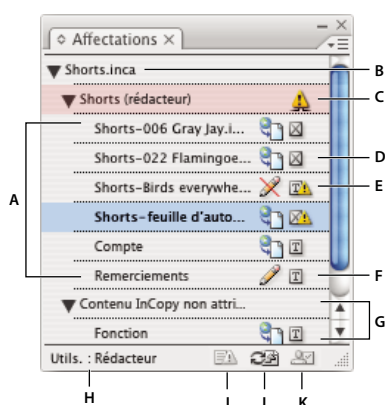 Affectations
Shorts.inca
B
Shorts (rédacteur)
C
Shorts-006 Gray Jay.i...
Shorts-022 Flamingoe...
D
Shorts-Birds everywhe...
E
A
Shorts-feuille d'auto...
Compte
Remerciements
F
Contenu InCopy non attri...
G
Fonction
Utils. : Rédacteur
H
I
J
K